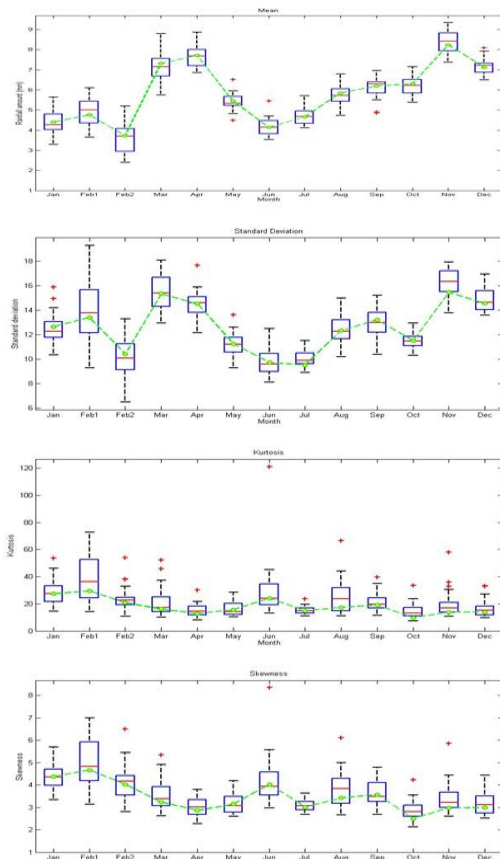 Mean
Rainfall amount [mm]
9
8
7
6
5
4
3
2
1
Jan Feb1 Feb2 Mar Apr May Jun Jul Aug Sep Oct Nov Dec
Month
Standard Deviation
Standard deviation
18
16
14
12
10
8
6
Jan Feb1 Feb2 Mar Apr May Jun Jul Aug Sep Oct Nov Dec
Month
Kurtosis
Kurtosis
120
100
80
60
40
20
0
Jan Feb1 Feb2 Mar Apr May Jun Jul Aug Sep Oct Nov Dec
Month
Skewness
Skewness
8
7
6
5
4
3
2
1
Jan Feb1 Feb2 Mar Apr May Jun Jul Aug Sep Oct Nov Dec
Month